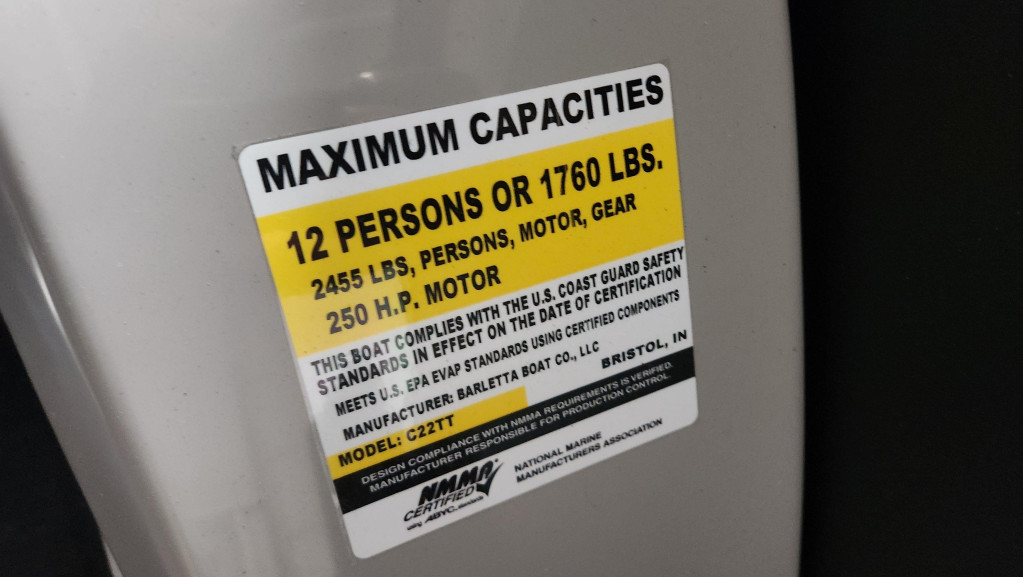 MAXIMUM CAPACITIES
12 PERSONS OR 1760 LBS.
2455 LBS, PERSONS, MOTOR, GEAR
250 H.P. MOTOR
THIS BOAT COMPLIES WITH THE U.S. COAST GUARD SAFETY
STANDARDS IN EFFECT ON THE DATE OF CERTIFICATION
MEETS U.S. EPA EVAP STANDARDS USING CERTIFIED COMPONENTS
MANUFACTURER: BARLETTA BOAT CO., LLC BRISTOL, IN
MODEL: C22TT
DESIGN COMPLIANCE WITH NMMA REQUIREMENTS IS VERIFIED.
MANUFACTURER RESPONSIBLE FOR PRODUCTION CONTROL.
NMMA
CERTIFIED
using ABYC standards
NATIONAL MARINE
MANUFACTURERS ASSOCIATION